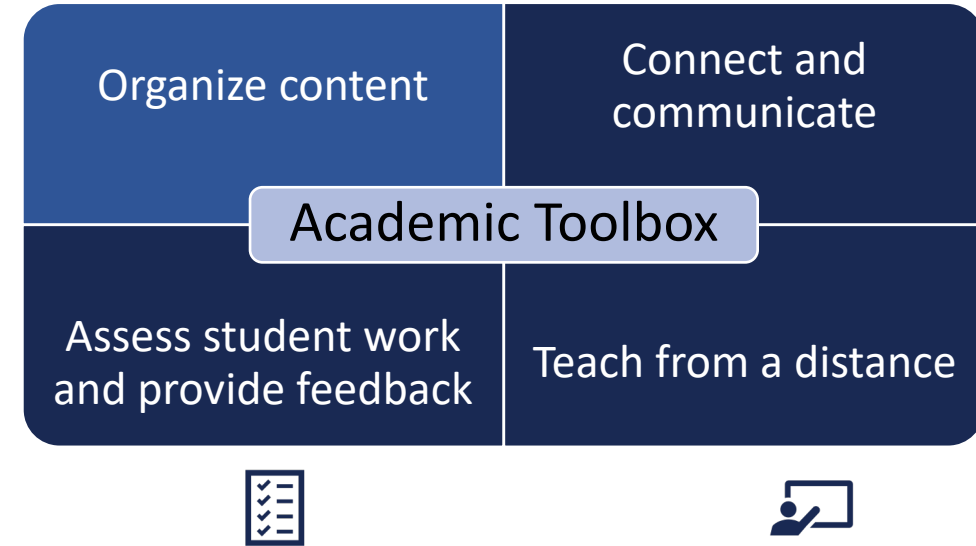 Organize content
Connect and
communicate
Academic Toolbox
Assess student work
and provide feedback
Teach from a distance